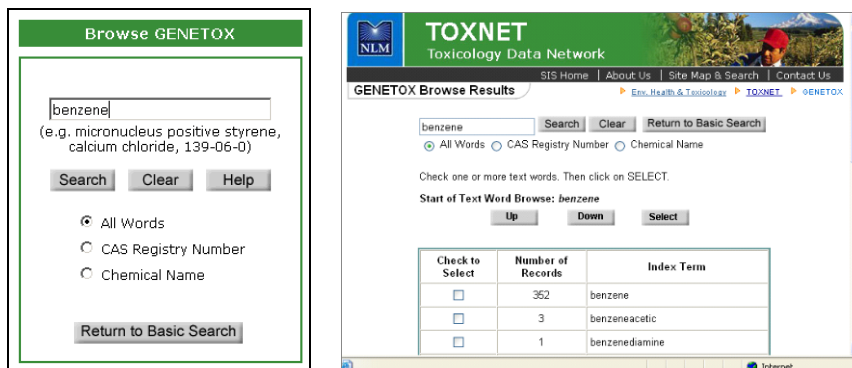 Browse GENETOX
benzene
(e.g. micronucleus positive styrene,
calcium chloride, 139-06-0)
Search Clear Help
All Words
CAS Registry Number
Chemical Name
Return to Basic Search
NLM
TOXNET
Toxicology Data Network
SIS Home | About Us | Site Map & Search | Contact Us
GENETOX Browse Results
Env. Health & Toxicology TOXNET GENETOX
benzene Search Clear Return to Basic Search
All Words CAS Registry Number Chemical Name
Check one or more text words. Then click on SELECT.
Start of Text Word Browse: benzene
Up Down Select
Check to Select Number of Records Index Term
352 benzene
3 benzeneacetic
1 benzenediamine
Internet